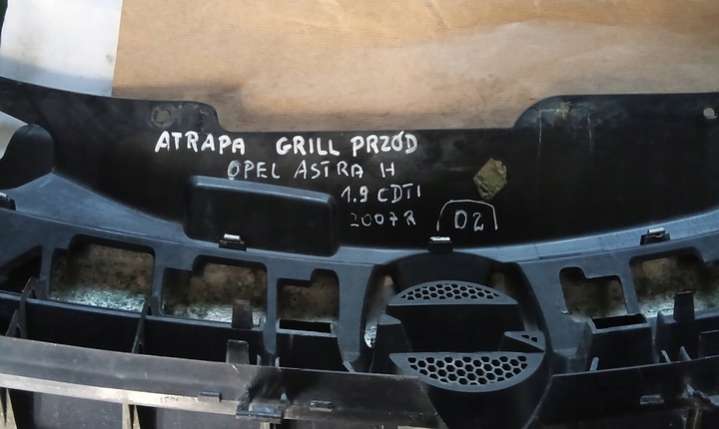 ATRAPA GRILL PRZÓD
OPEL ASTRA H
1.9 CDTI
2007R 02